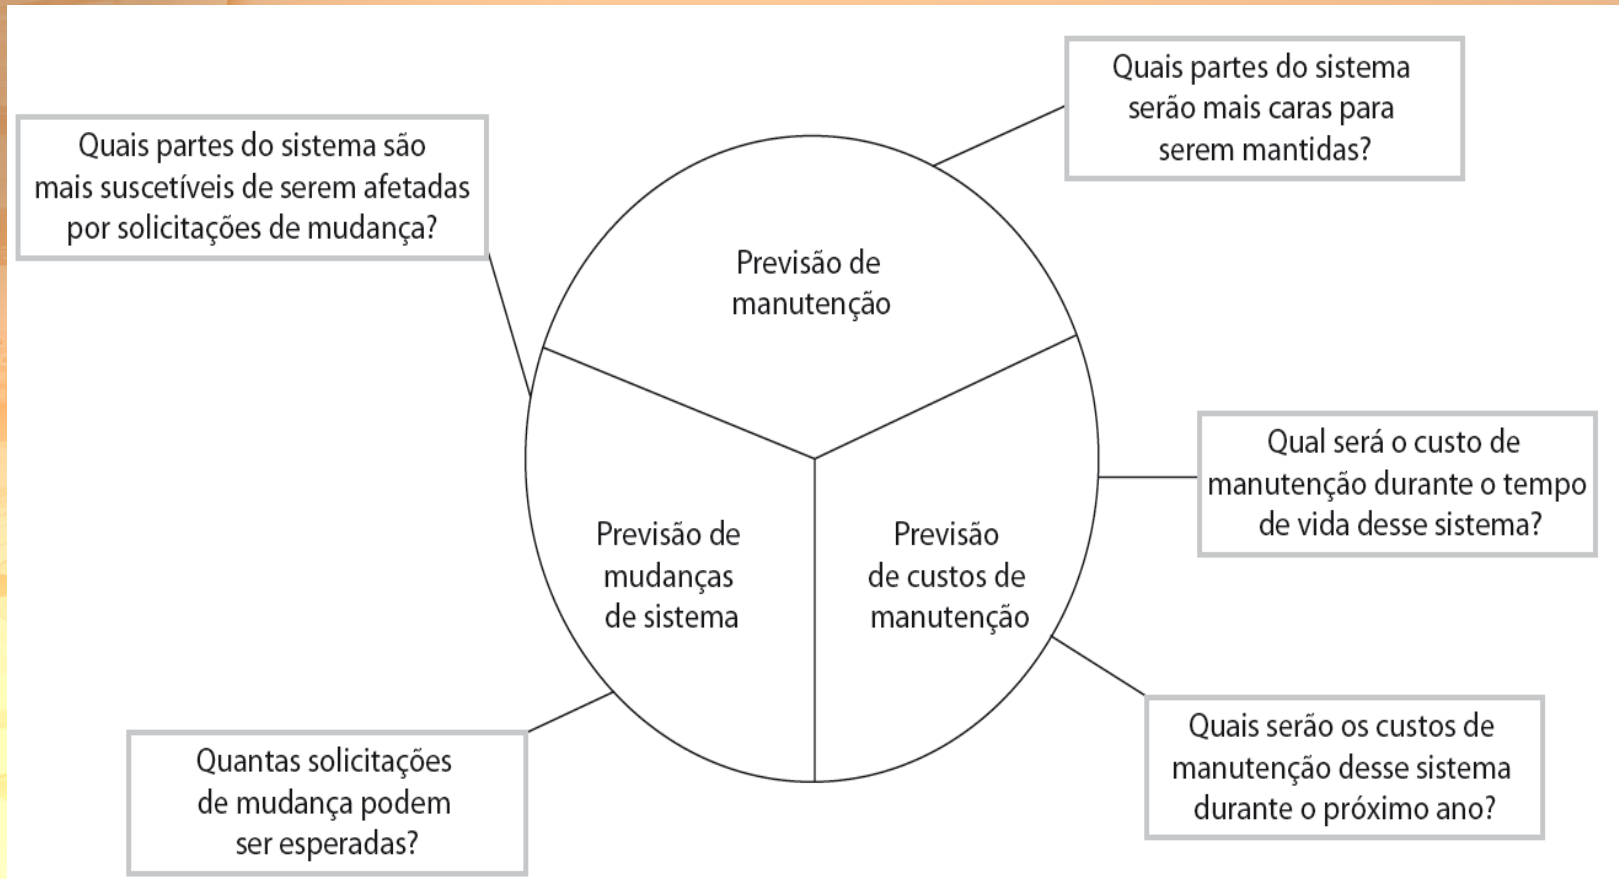 Quais partes do sistema
serão mais caras para
serem mantidas?
Quais partes do sistema são
mais suscetíveis de serem afetadas
por solicitações de mudança?
Previsão de
manutenção
Qual será o custo de
manutenção durante o tempo
de vida desse sistema?
Previsão de
mudanças
de sistema
Previsão
de custos de
manutenção
Quais serão os custos de
manutenção desse sistema
durante o próximo ano?
Quantas solicitações
de mudança podem
ser esperadas?